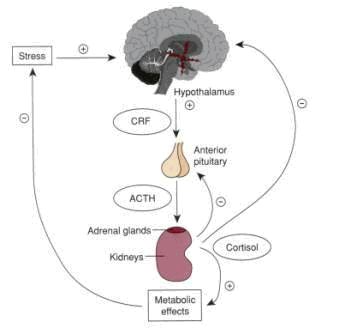 Stress
+
Hypothalamus
+
CRF
Anterior
pituitary
ACTH
Adrenal glands
Kidneys
Cortisol
Metabolic
effects
+
−
−
−